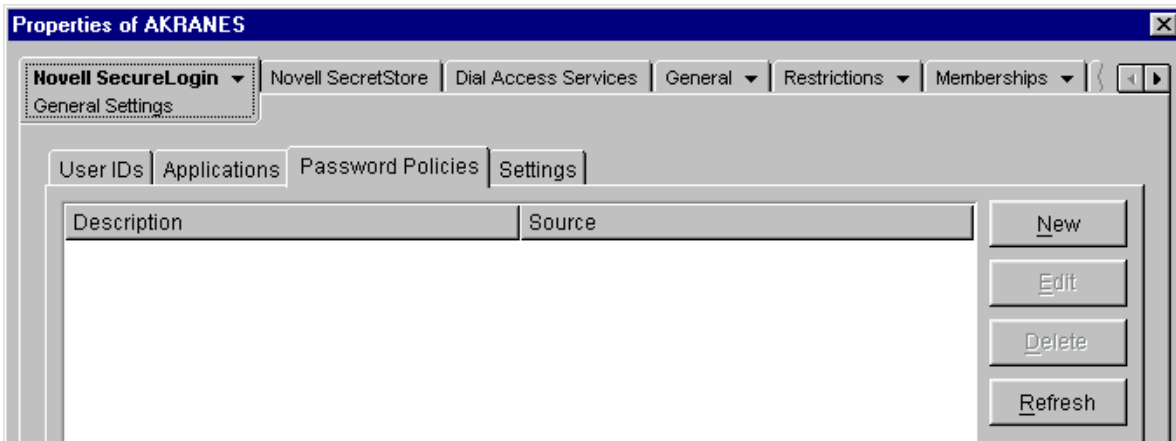 Properties of AKRANES
Novell SecureLogin Novell SecretStore Dial Access Services General Restrictions Memberships
General Settings
User IDs Applications Password Policies Settings
Description Source
New
Edit
Delete
Refresh